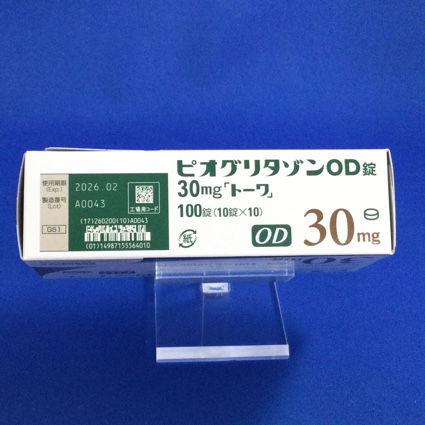 使用期限
(Exp.)
2026.02
製造番号
(Lot)
A0043
GS1
工場用コード
(17)260200(10)A0043
(01)14987155564010
ピオグリタゾンOD錠
30mg「トーワ」
100錠(10錠×10)
紙
OD
30mg